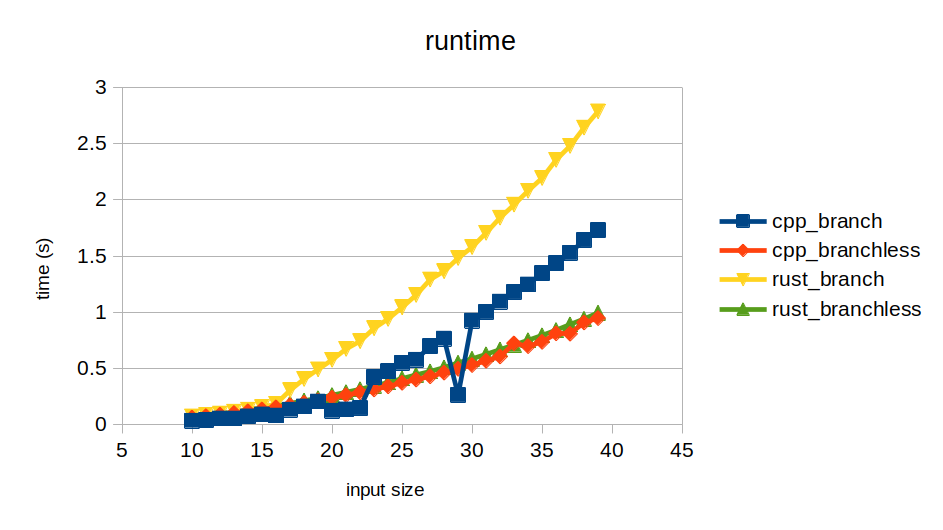 runtime
3
2.5
2
1.5
1
0.5
0
5 10 15 20 25 30 35 40 45
time (s)
input size
cpp_branch
cpp_branchless
rust_branch
rust_branchless